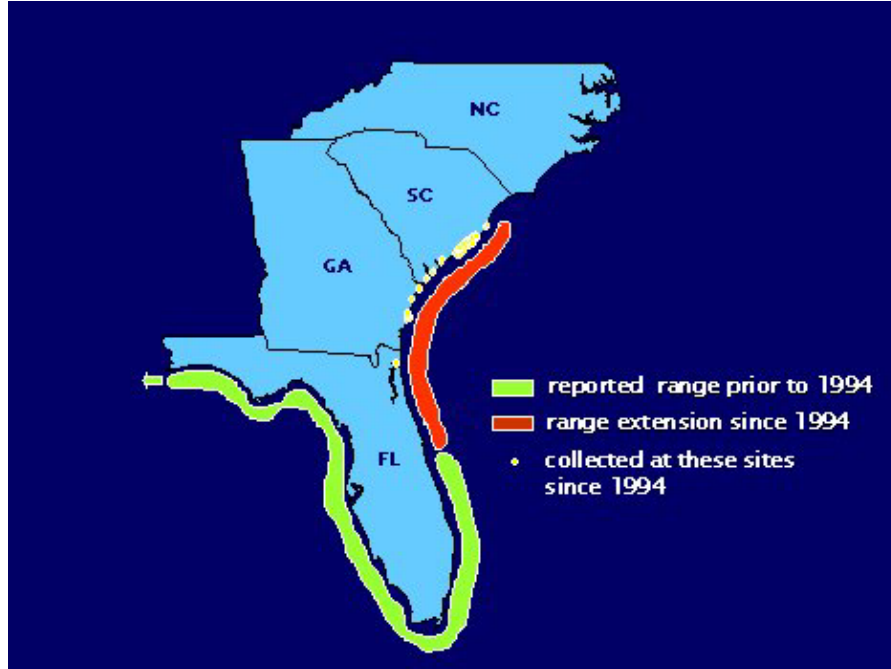 NC
SC
GA
FL
reported range prior to 1994
range extension since 1994
collected at these sites
since 1994